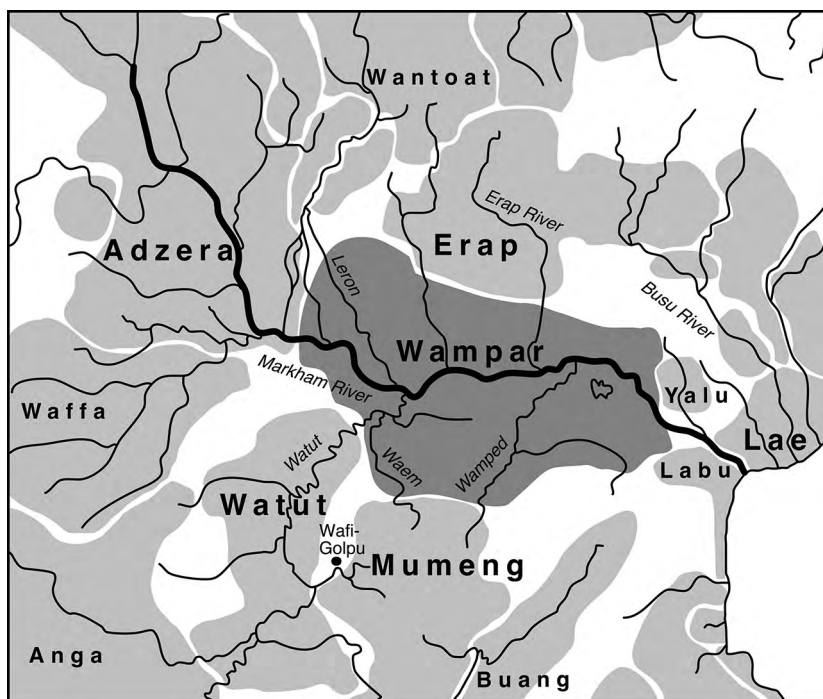 Wantoat
Erap River
Adzera
Erap
Leron
Busu River
Wampar
Markham River
Waffa
Yalu
Lae
Watut
Waem
Wamped
Labu
Watut
Wafi-
Golpu
Mumeng
Anga
Buang